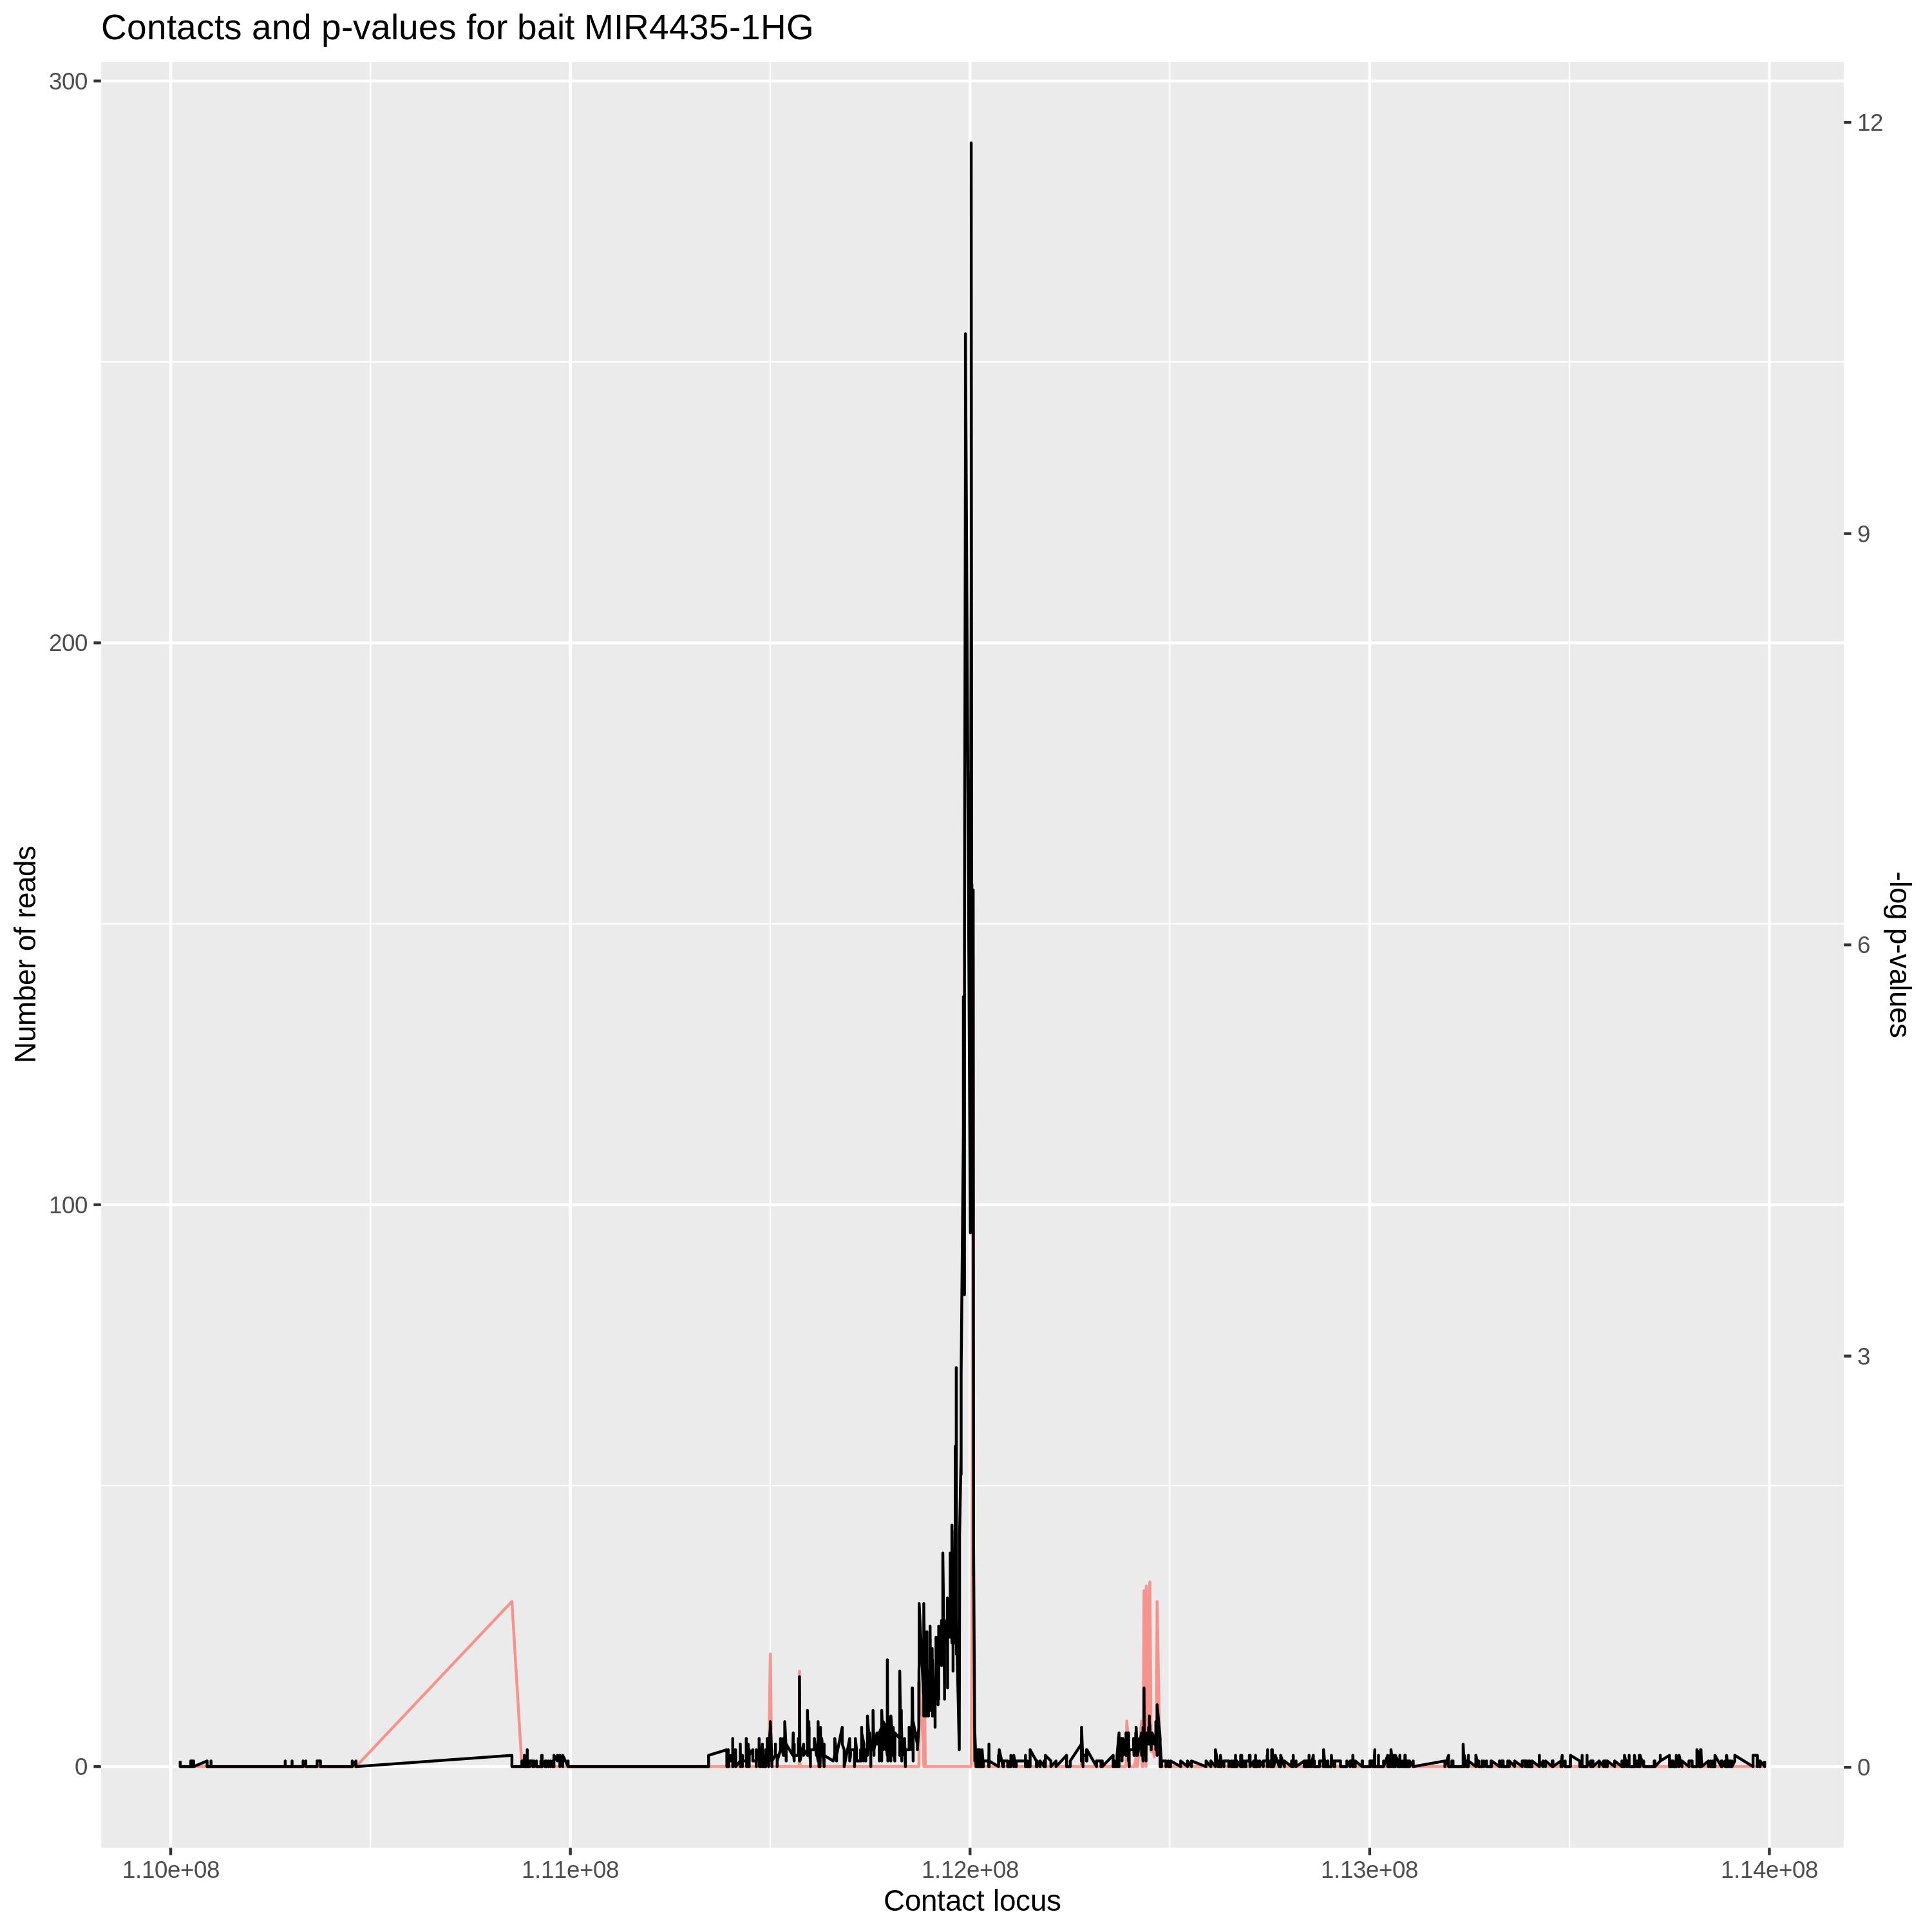 Contacts and p-values for bait MIR4435-1HG
300
200
100
0
Number of reads
12
9
6
3
0
-log p-values
1.10e+08
1.11e+08
1.12e+08
1.13e+08
1.14e+08
Contact locus